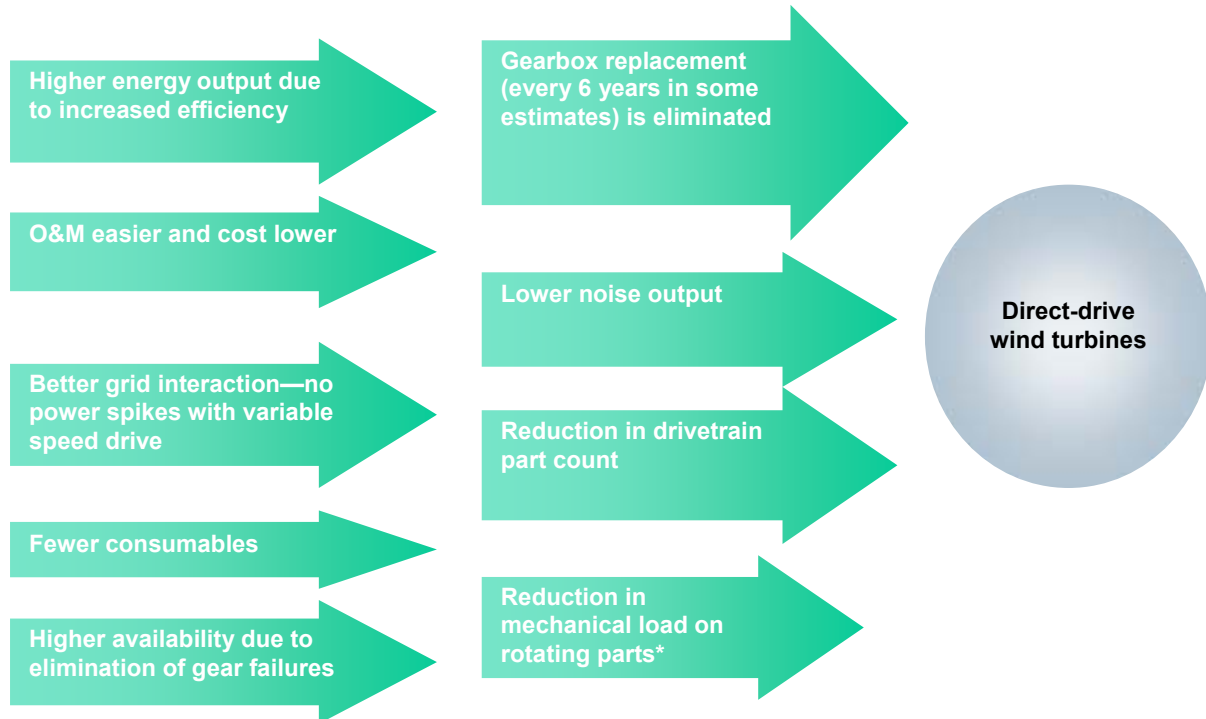 Higher energy output due
to increased efficiency
O&M easier and cost lower
Better grid interaction—no
power spikes with variable
speed drive
Fewer consumables
Higher availability due to
elimination of gear failures
Gearbox replacement
(every 6 years in some
estimates) is eliminated
Lower noise output
Reduction in drivetrain
part count
Reduction in
mechanical load on
rotating parts*
Direct-drive
wind turbines